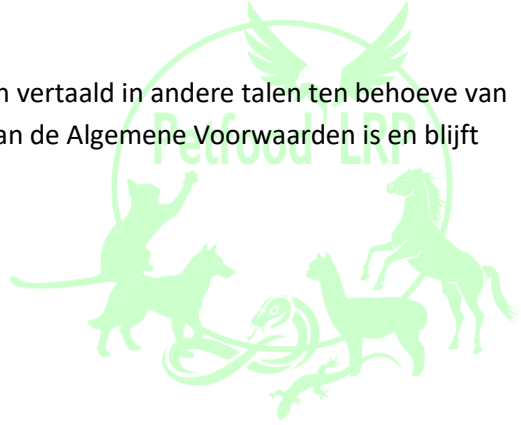 vertaald in andere talen ten behoeve van
an de Algemene Voorwaarden is en blijft
Petfood LRP